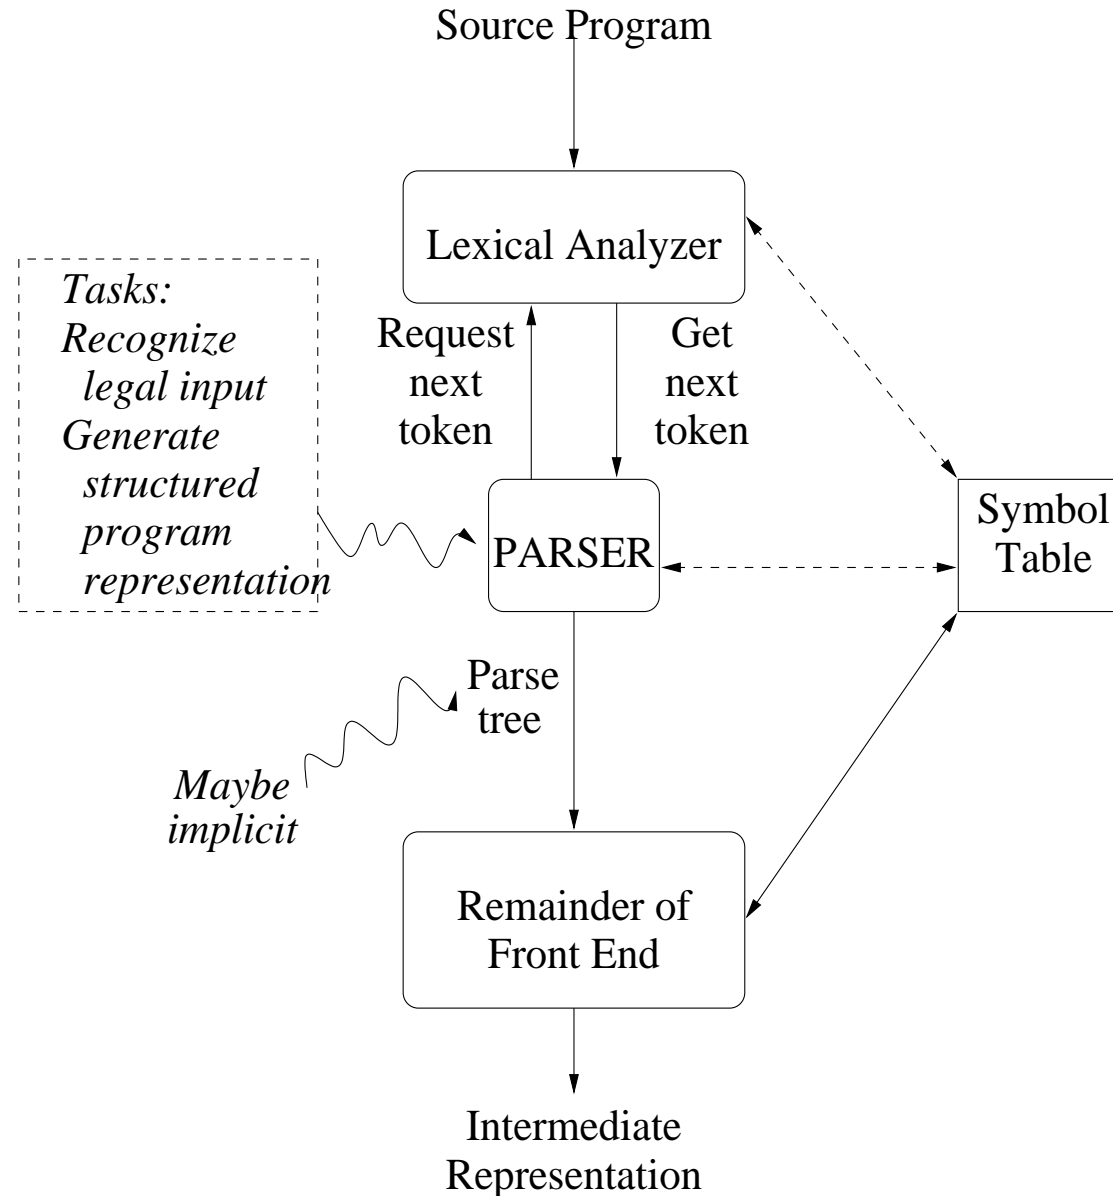 Source Program
Lexical Analyzer
Tasks:
Recognize
legal input
Generate
structured
program
representation
Request
next
token
Get
next
token
PARSER
Symbol
Table
Parse
tree
Maybe
implicit
Remainder of
Front End
Intermediate
Representation